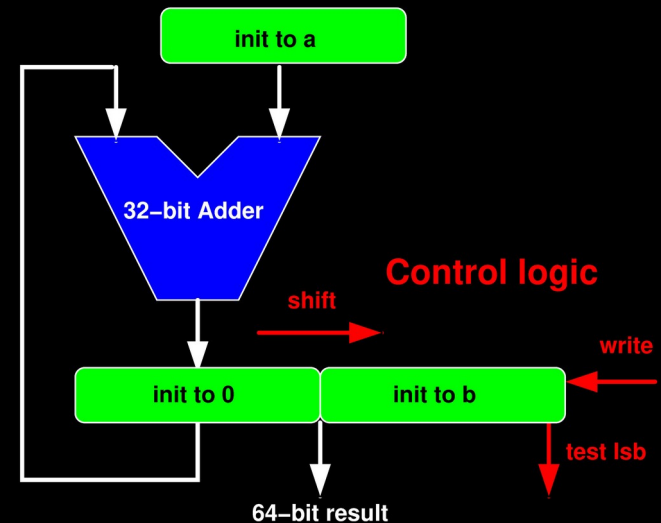 init to a
32−bit Adder
Control logic
shift
write
init to 0
init to b
test lsb
64−bit result